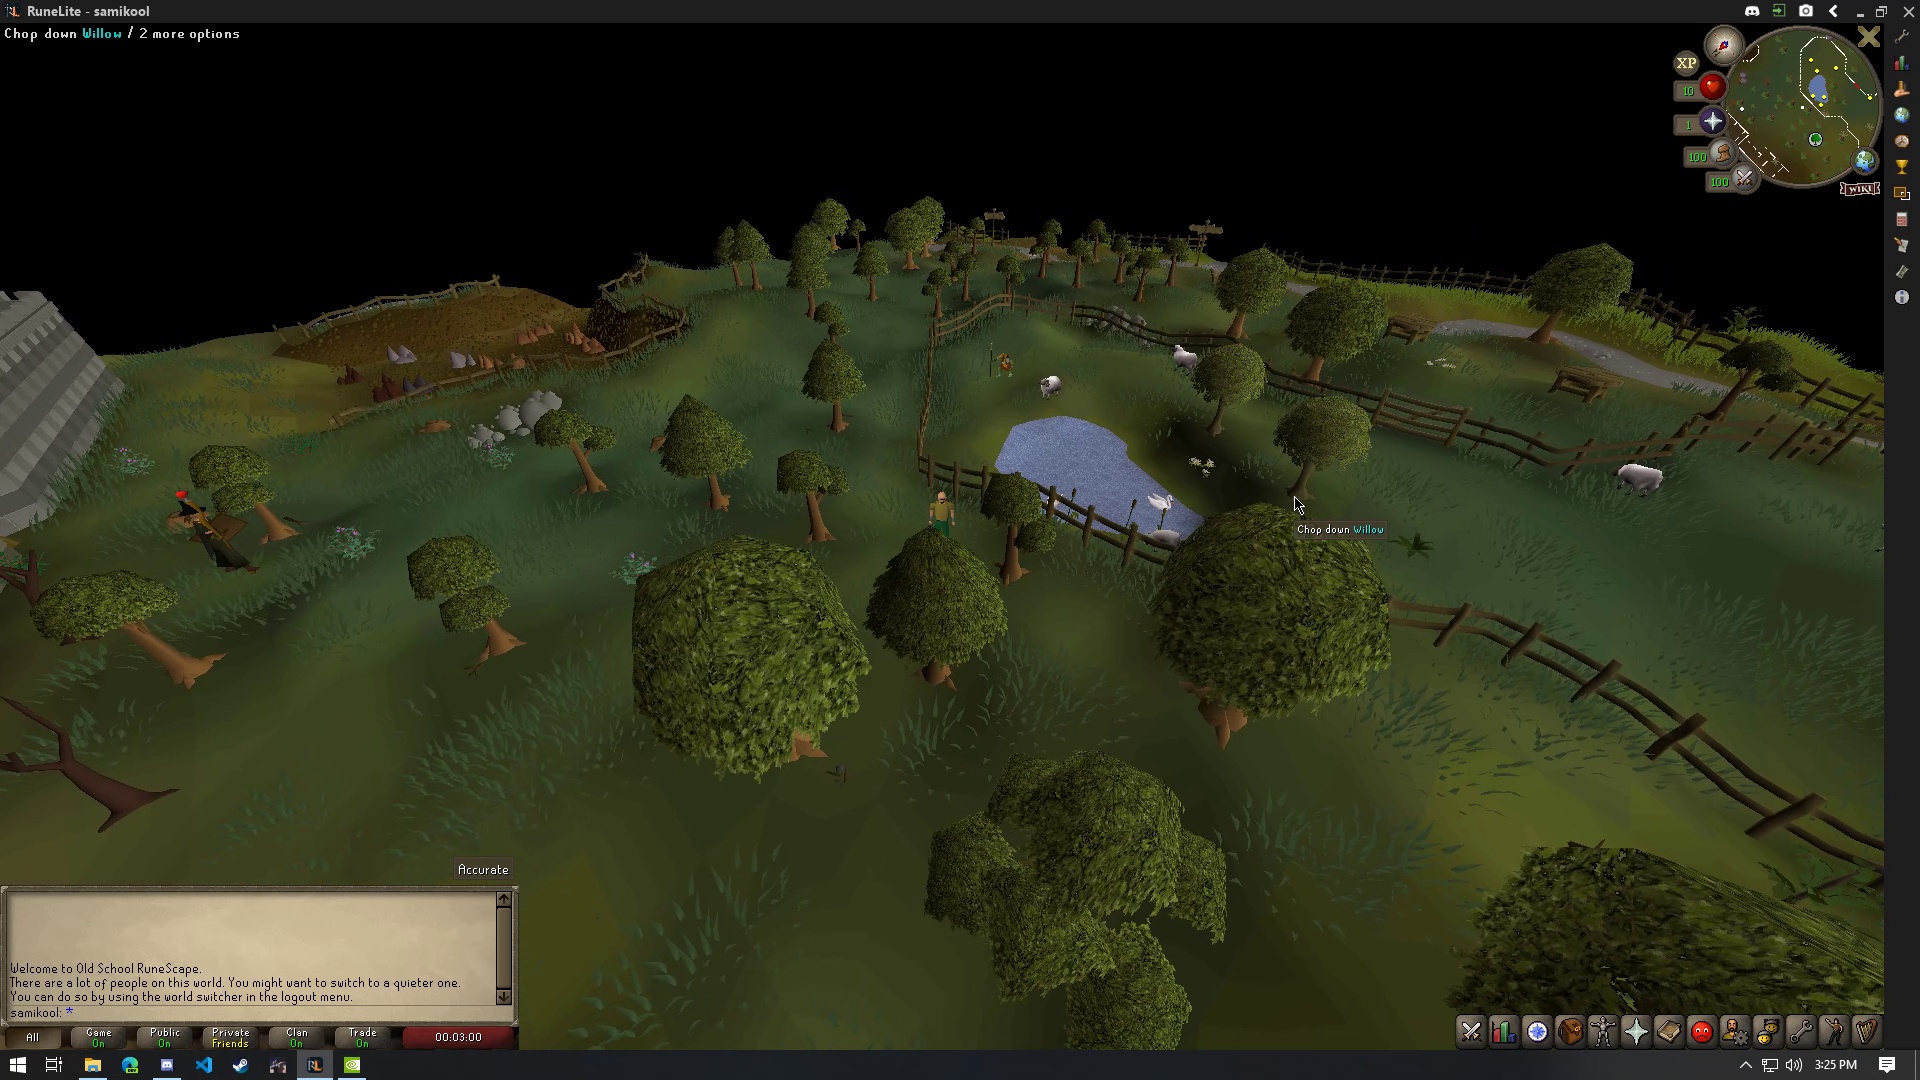 RuneLite - samikool
Chop down Willow / 2 more options
XP
10
1
100
100
WIKI
Chop down Willow
Accurate
Welcome to Old School RuneScape.
There are a lot of people on this world. You might want to switch to a quieter one.
You can do so by using the world switcher in the logout menu.
samikool: *
All
Game
On
Public
On
Private
Friends
Clan
On
Trade
On
00:03:00
3:25 PM